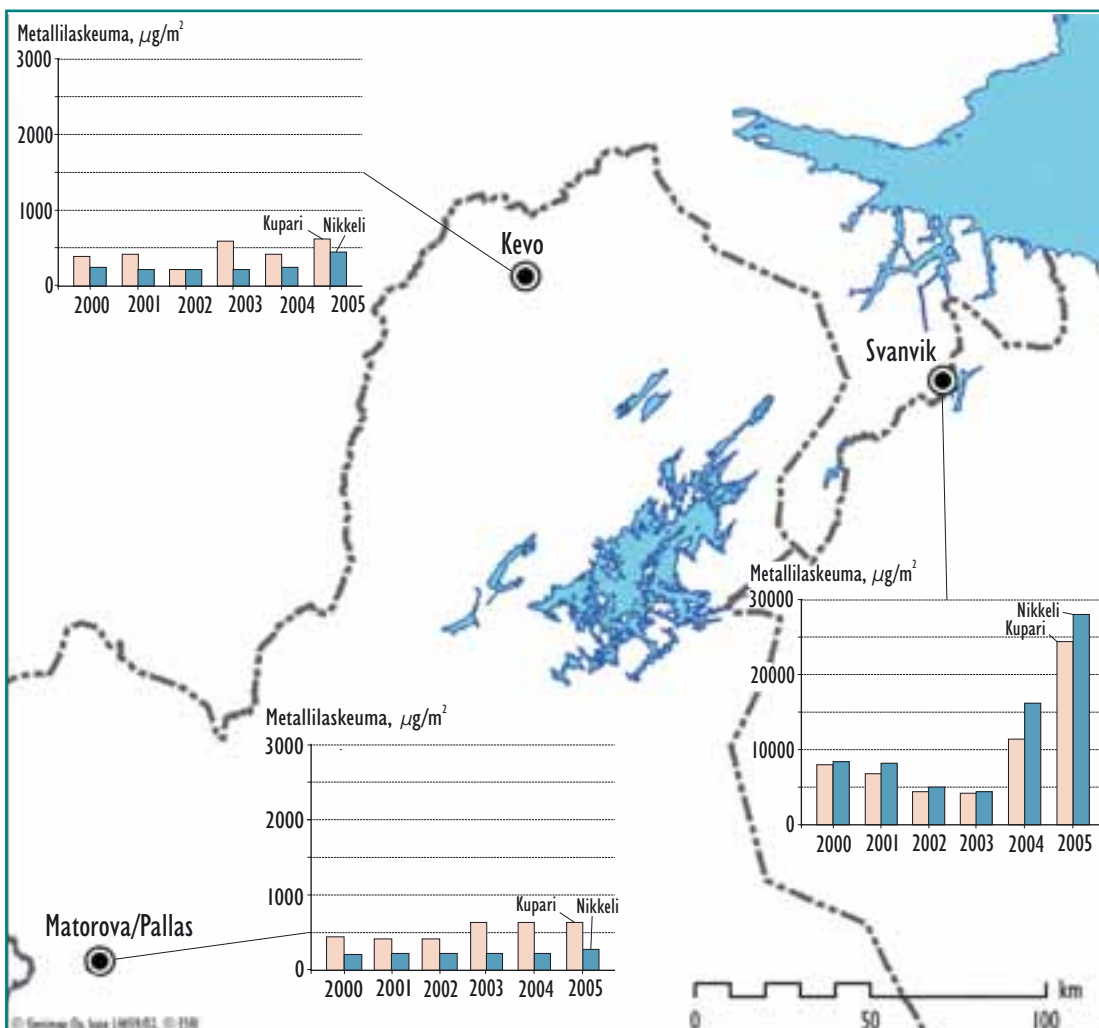 Metallilaskeuma, µg/m²
3000
2000
1000
0
Kupari
Nikkeli
2000 2001 2002 2003 2004 2005
Kevo
Svanvik
Metallilaskeuma, µg/m²
30000
20000
10000
0
Nikkeli
Kupari
2000 2001 2002 2003 2004 2005
Metallilaskeuma, µg/m²
3000
2000
1000
0
Kupari
Nikkeli
2000 2001 2002 2003 2004 2005
Matorova/Pallas
km
0 50 100